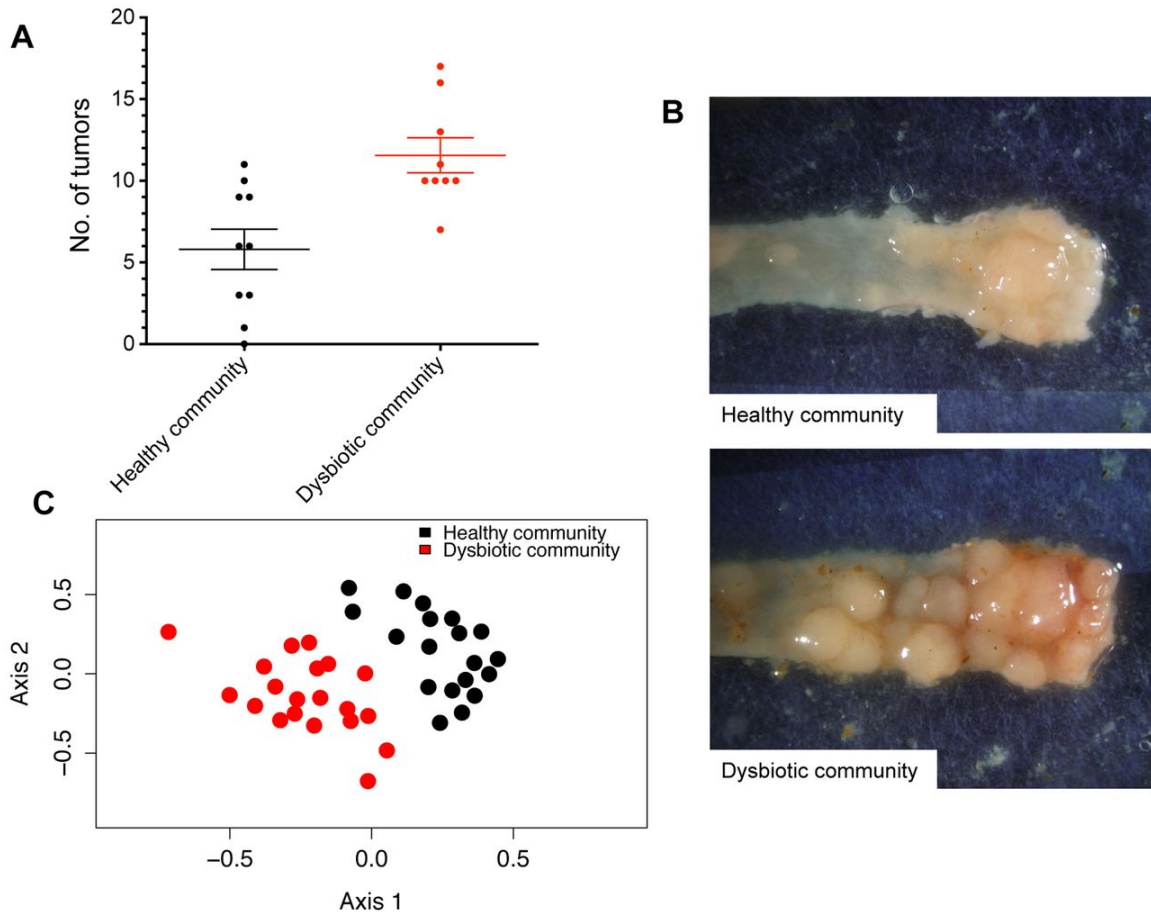 A
20
15
10
5
0
No. of tumors
Healthy community
Dysbiotic community
B
Healthy community
Dysbiotic community
C
Healthy community
Dysbiotic community
0.5
0.0
−0.5
Axis 2
−0.5
0.0
0.5
Axis 1